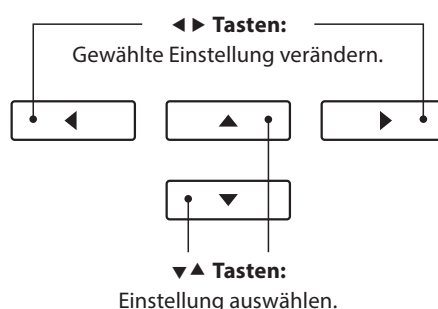 ◀ ▶ Tasten:
Gewählte Einstellung verändern.
▼▲ Tasten:
Einstellung auswählen.